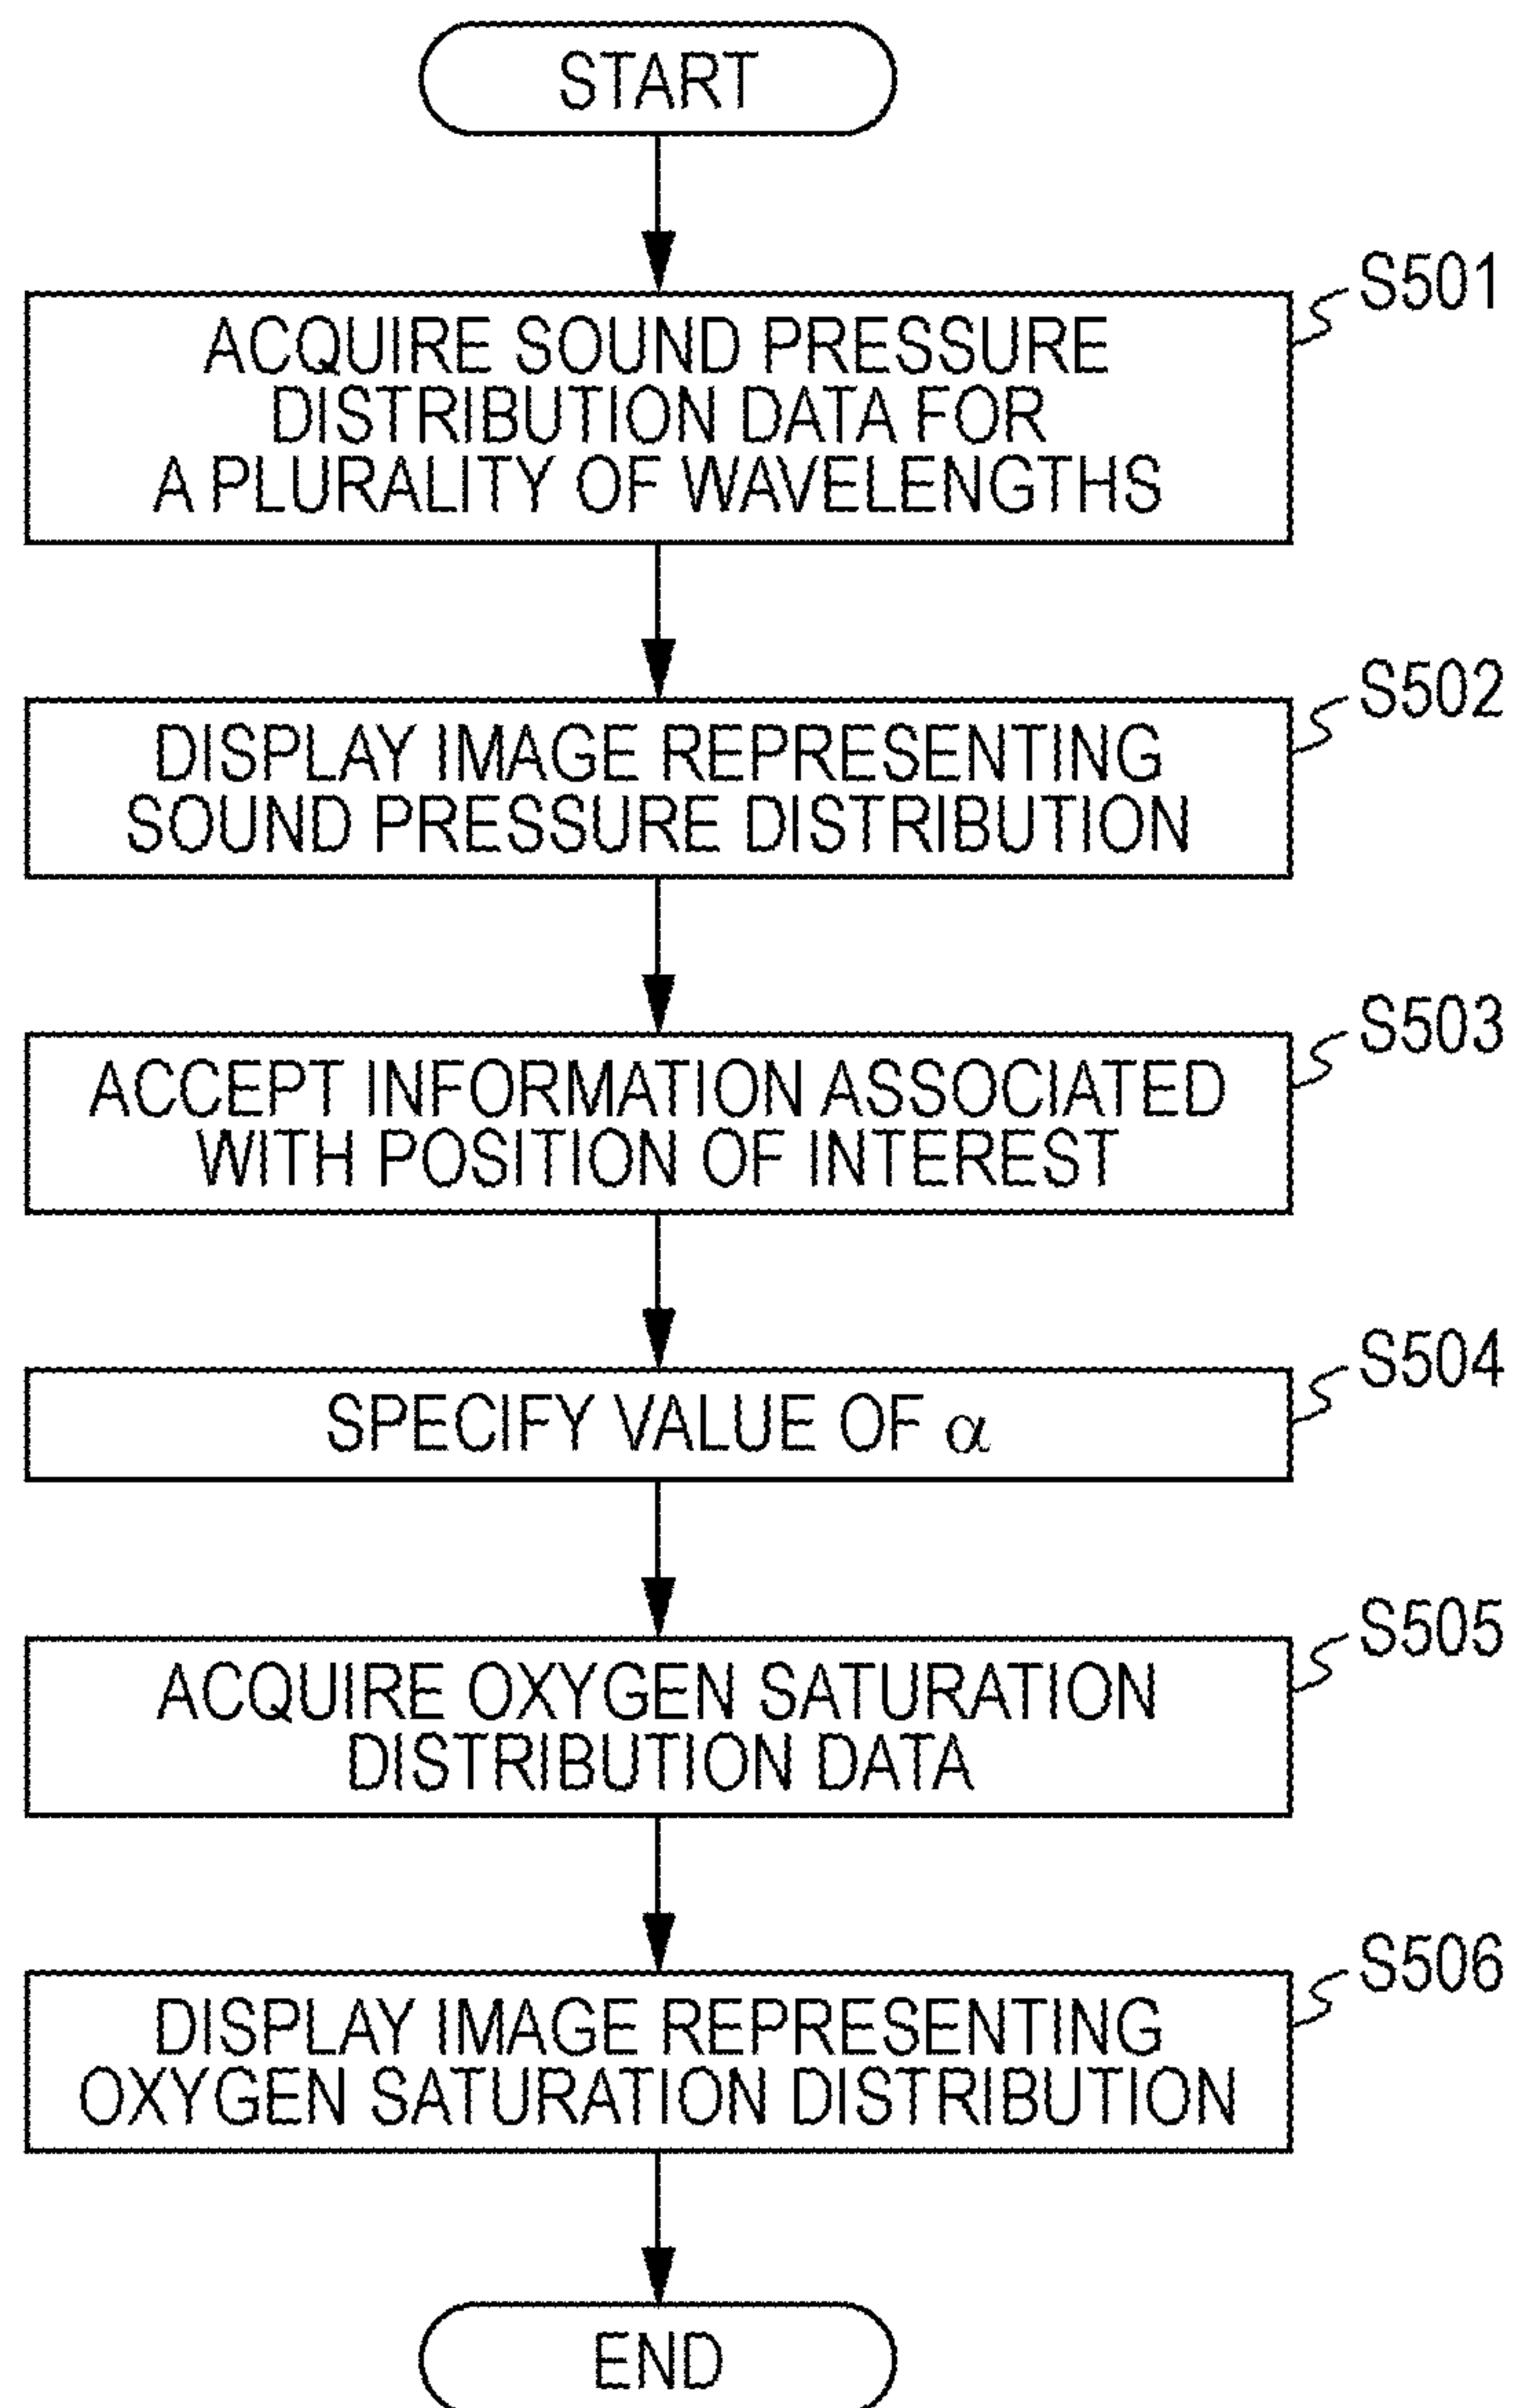 START
S501
ACQUIRE SOUND PRESSURE
DISTRIBUTION DATA FOR
A PLURALITY OF WAVELENGTHS
S502
DISPLAY IMAGE REPRESENTING
SOUND PRESSURE DISTRIBUTION
S503
ACCEPT INFORMATION ASSOCIATED
WITH POSITION OF INTEREST
S504
SPECIFY VALUE OF α
S505
ACQUIRE OXYGEN SATURATION
DISTRIBUTION DATA
S506
DISPLAY IMAGE REPRESENTING
OXYGEN SATURATION DISTRIBUTION
END